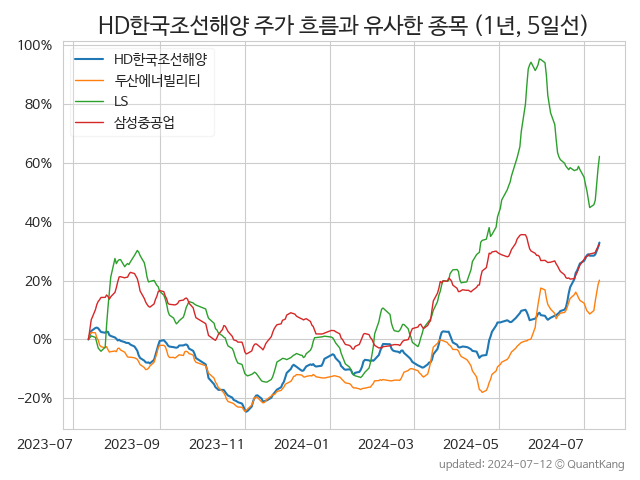 HD한국조선해양 주가 흐름과 유사한 종목 (1년, 5일선)
100%
80%
60%
40%
20%
0%
−20%
HD한국조선해양
두산에너빌리티
LS
삼성중공업
2023-07
2023-09
2023-11
2024-01
2024-03
2024-05
2024-07
updated: 2024-07-12 © QuantKang